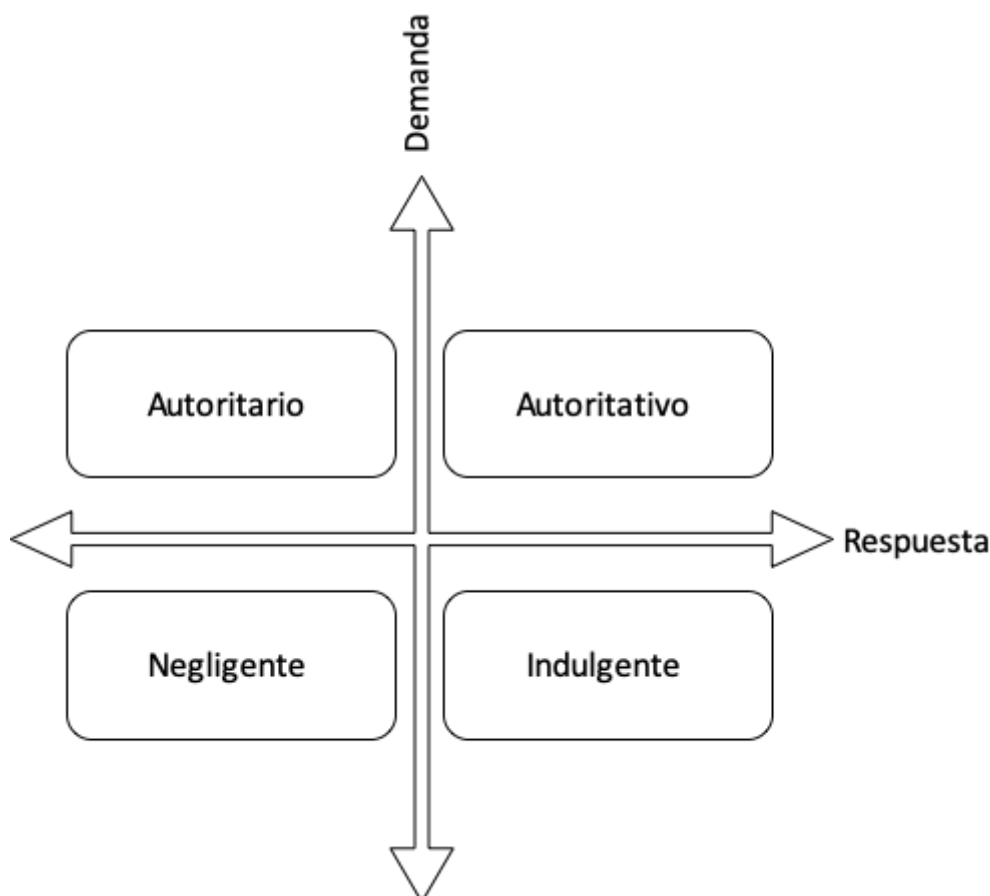 Demanda
Autoritario
Autoritativo
Respuesta
Negligente
Indulgente